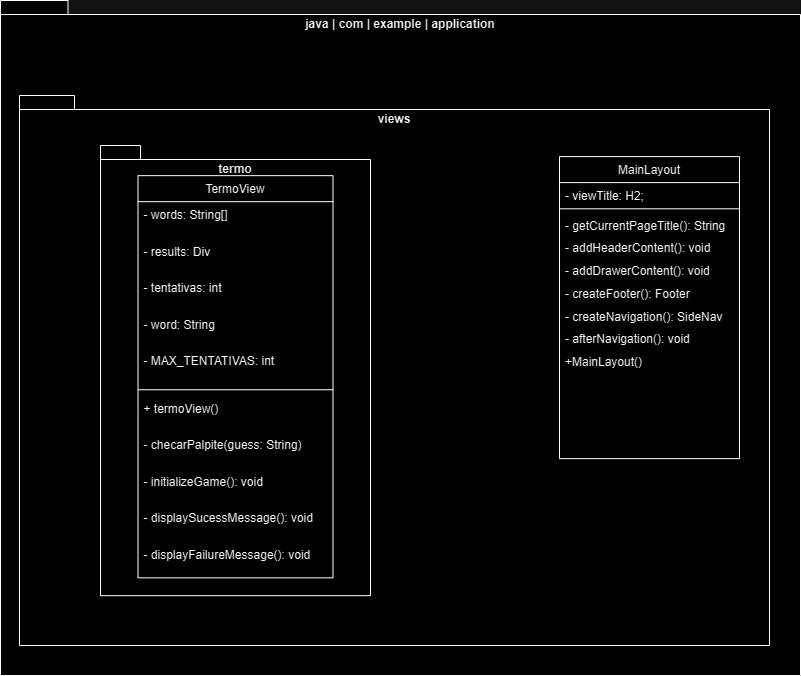 java | com | example | application
views
termo
TermoView
- words: String[]
- results: Div
- tentativas: int
- word: String
- MAX_TENTATIVAS: int
+ termoView()
- checarPalpite(guess: String)
- initializeGame(): void
- displaySucessMessage(): void
- displayFailureMessage(): void
MainLayout
- viewTitle: H2;
- getCurrentPageTitle(): String
- addHeaderContent(): void
- addDrawerContent(): void
- createFooter(): Footer
- createNavigation(): SideNav
- afterNavigation(): void
+MainLayout()